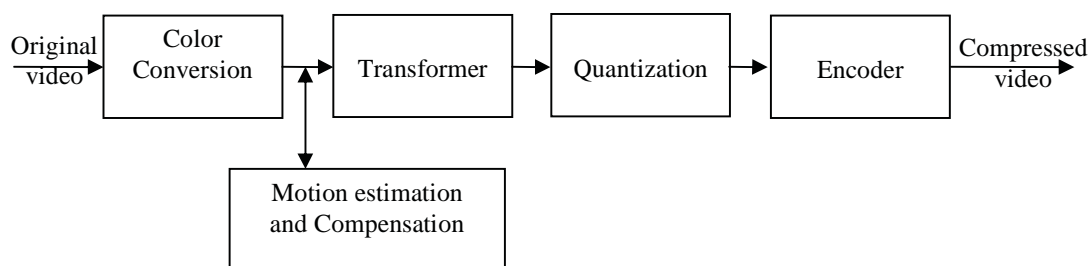 Original
video
Color
Conversion
Transformer
Quantization
Encoder
Compressed
video
Motion estimation
and Compensation